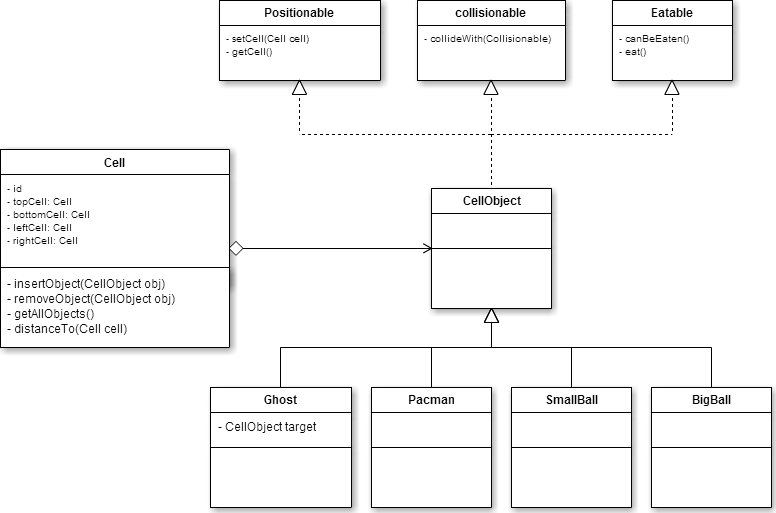 Positionable
- setCell(Cell cell)
- getCell()
collisionable
- collideWith(Collisionable)
Eatable
- canBeEaten()
- eat()
Cell
- id
- topCell: Cell
- bottomCell: Cell
- leftCell: Cell
- rightCell: Cell
- insertObject(CellObject obj)
- removeObject(CellObject obj)
- getAllObjects()
- distanceTo(Cell cell)
CellObject
Ghost
- CellObject target
Pacman
SmallBall
BigBall